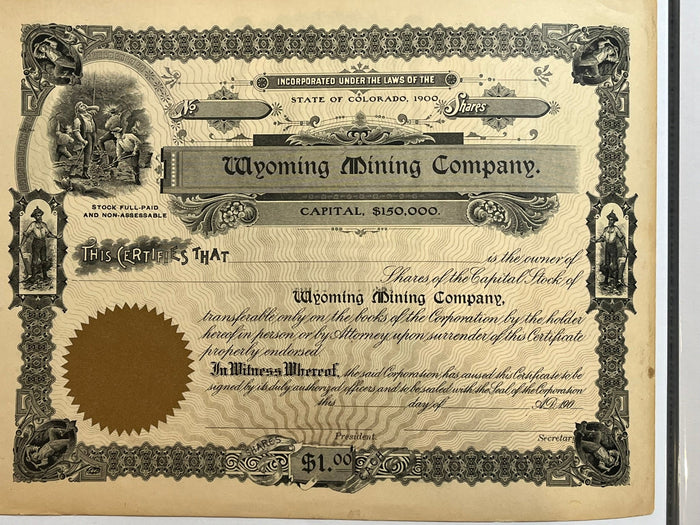 INCORPORATED UNDER THE LAWS OF THE
STATE OF COLORADO, 1900
No.
Shares
Wyoming Mining Company.
CAPITAL, $150,000.
STOCK FULL-PAID
AND NON-ASSESSABLE
THIS CERTIFIES THAT
is the owner of
Shares of the Capital Stock of
Wyoming Mining Company,
transferable only on the books of the Corporation by the holder
hereof in person or by Attorney upon surrender of this Certificate
properly endorsed
In Witness Whereof, the said Corporation has caused this Certificate to be
signed by its duly authorized officers and to be sealed with the Seal of the Corporation
this day of A.D. 190
President. Secretary
SHARES $1.00